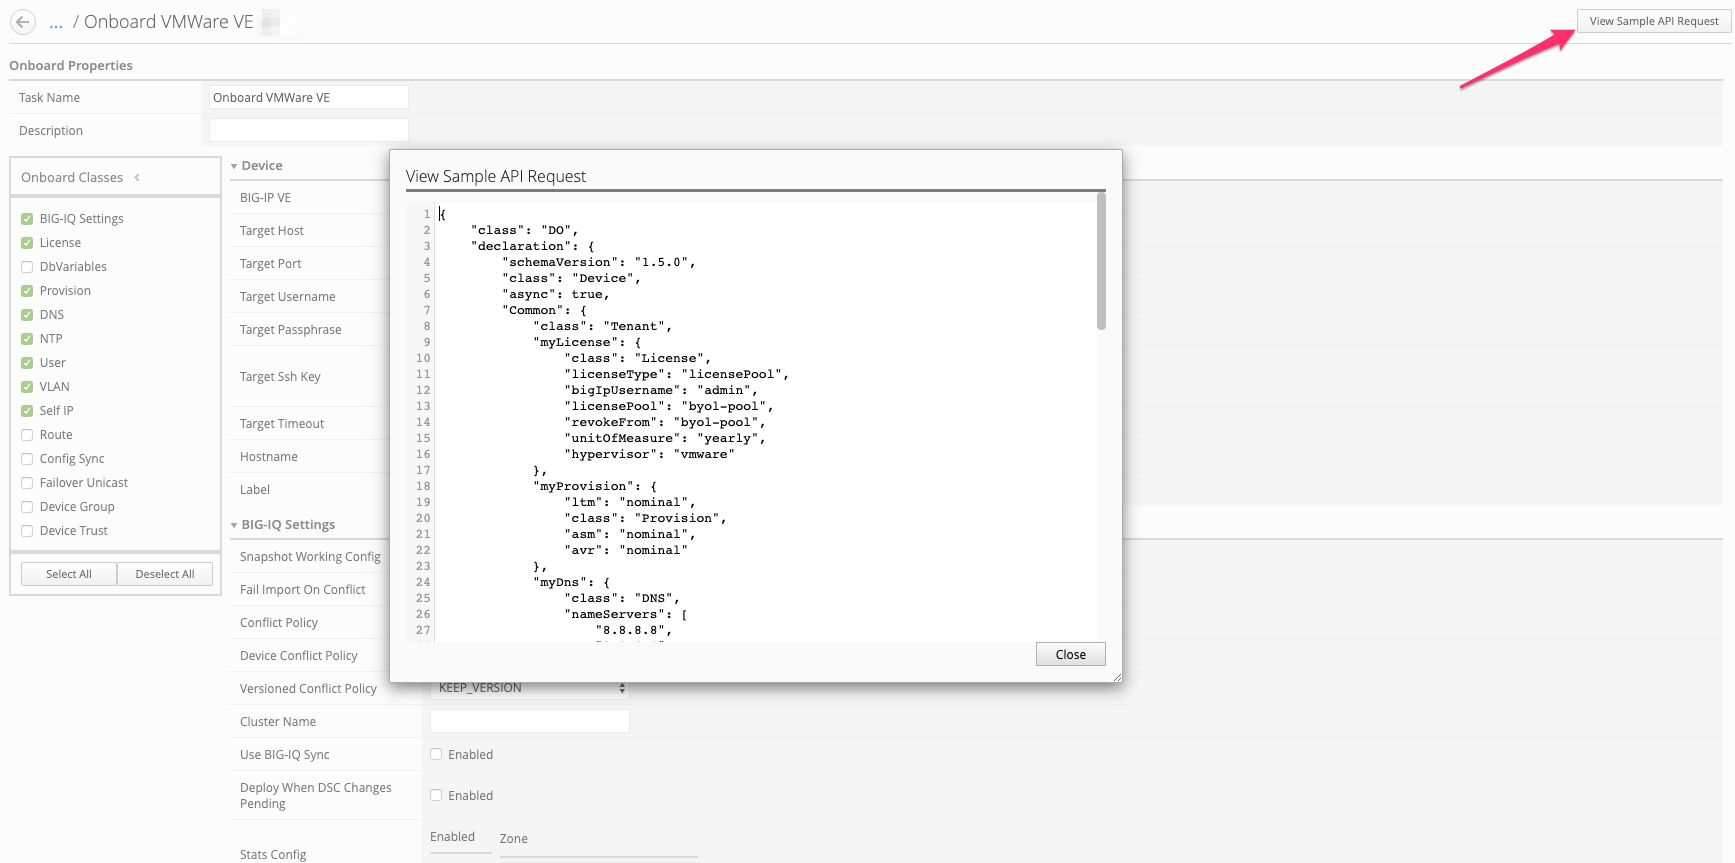 ... / Onboard VMWare VE
View Sample API Request
Onboard Properties
Task Name
Onboard VMWare VE
Description
Onboard Classes
BIG-IQ Settings
License
DbVariables
Provision
DNS
NTP
User
VLAN
Self IP
Route
Config Sync
Failover Unicast
Device Group
Device Trust
Select All
Deselect All
Device
BIG-IP VE
Target Host
Target Port
Target Username
Target Passphrase
Target Ssh Key
Target Timeout
Hostname
Label
BIG-IQ Settings
Snapshot Working Config
Fail Import On Conflict
Conflict Policy
Device Conflict Policy
Versioned Conflict Policy
KEEP_VERSION
Cluster Name
Use BIG-IQ Sync
Enabled
Deploy When DSC Changes
Pending
Enabled
Stats Config
Enabled
Zone
View Sample API Request
1 {
2 "class": "DO",
3 "declaration": {
4 "schemaVersion": "1.5.0",
5 "class": "Device",
6 "async": true,
7 "Common": {
8 "class": "Tenant",
9 "myLicense": {
10 "class": "License",
11 "licenseType": "licensePool",
12 "bigIpUsername": "admin",
13 "licensePool": "byol-pool",
14 "revokeFrom": "byol-pool",
15 "unitOfMeasure": "yearly",
16 "hypervisor": "vmware"
17 },
18 "myProvision": {
19 "ltm": "nominal",
20 "class": "Provision",
21 "asm": "nominal",
22 "avr": "nominal"
23 },
24 "myDns": {
25 "class": "DNS",
26 "nameServers": [
27 "8.8.8.8",
Close